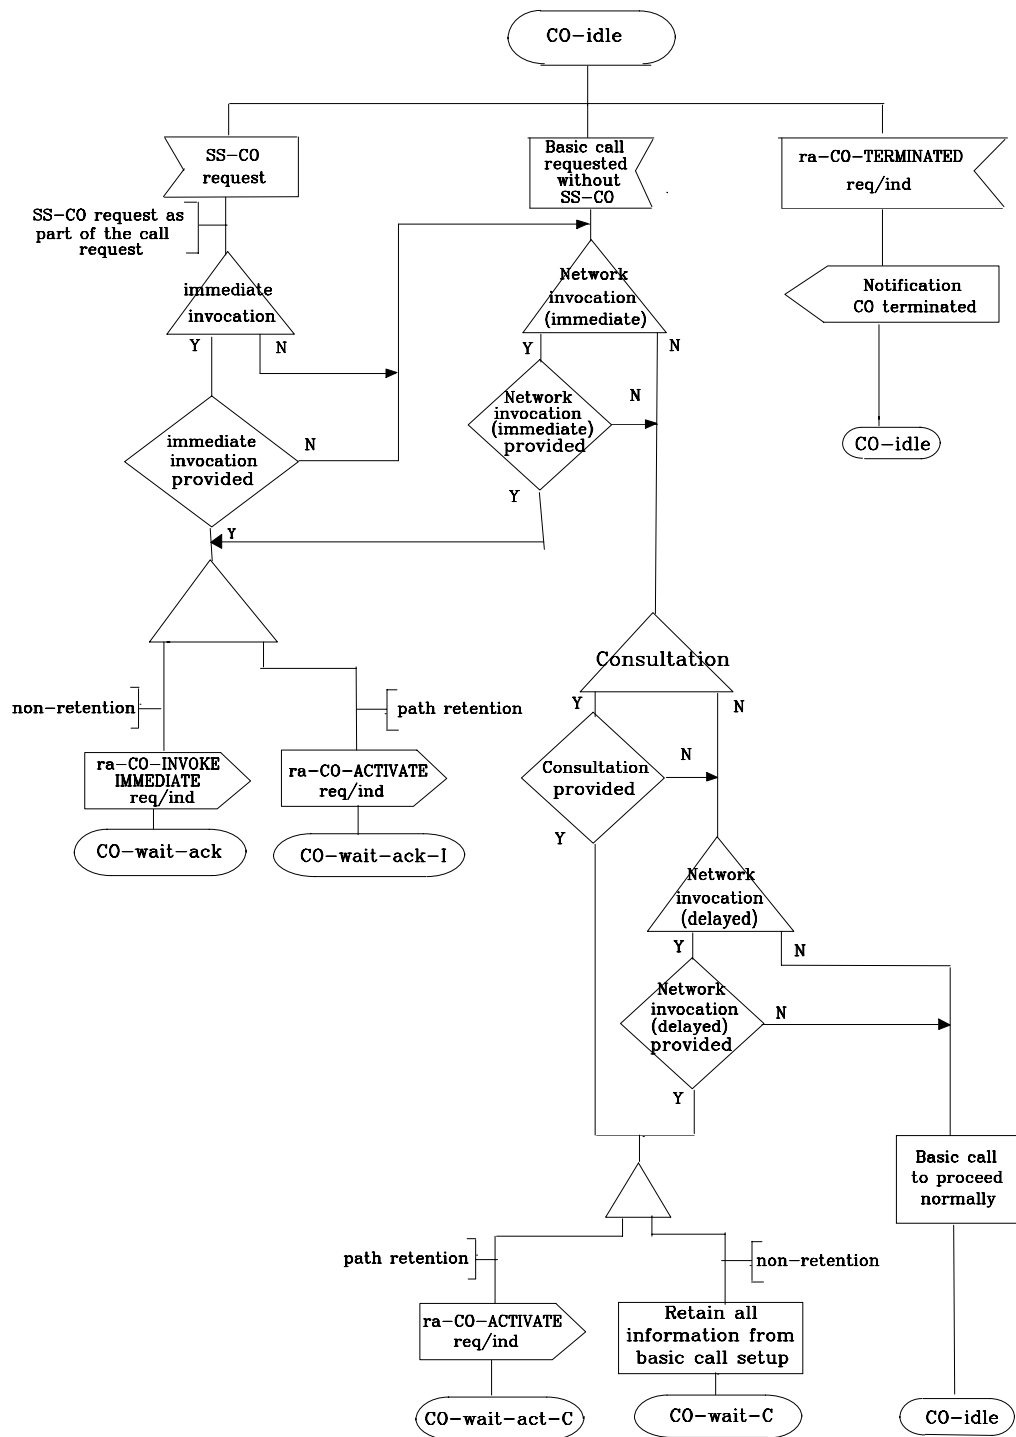 CO-idle
SS-CO
request
Basic call
requested
without
SS-CO
ra-CO-TERMINATED
req/ind
SS-CO request as
part of the call
request
immediate
invocation
Y
N
Network
invocation
(immediate)
Y
N
Notification
CO terminated
immediate
invocation
provided
N
Y
Network
invocation
(immediate)
provided
N
Y
CO-idle
non-retention
path retention
ra-CO-INVOKE
IMMEDIATE
req/ind
ra-CO-ACTIVATE
req/ind
CO-wait-ack
CO-wait-ack-I
Consultation
Y
N
Consultation
provided
N
Y
Network
invocation
(delayed)
Y
N
Network
invocation
(delayed)
provided
N
Y
Basic call
to proceed
normally
path retention
non-retention
ra-CO-ACTIVATE
req/ind
Retain all
information from
basic call setup
CO-wait-act-C
CO-wait-C
CO-idle